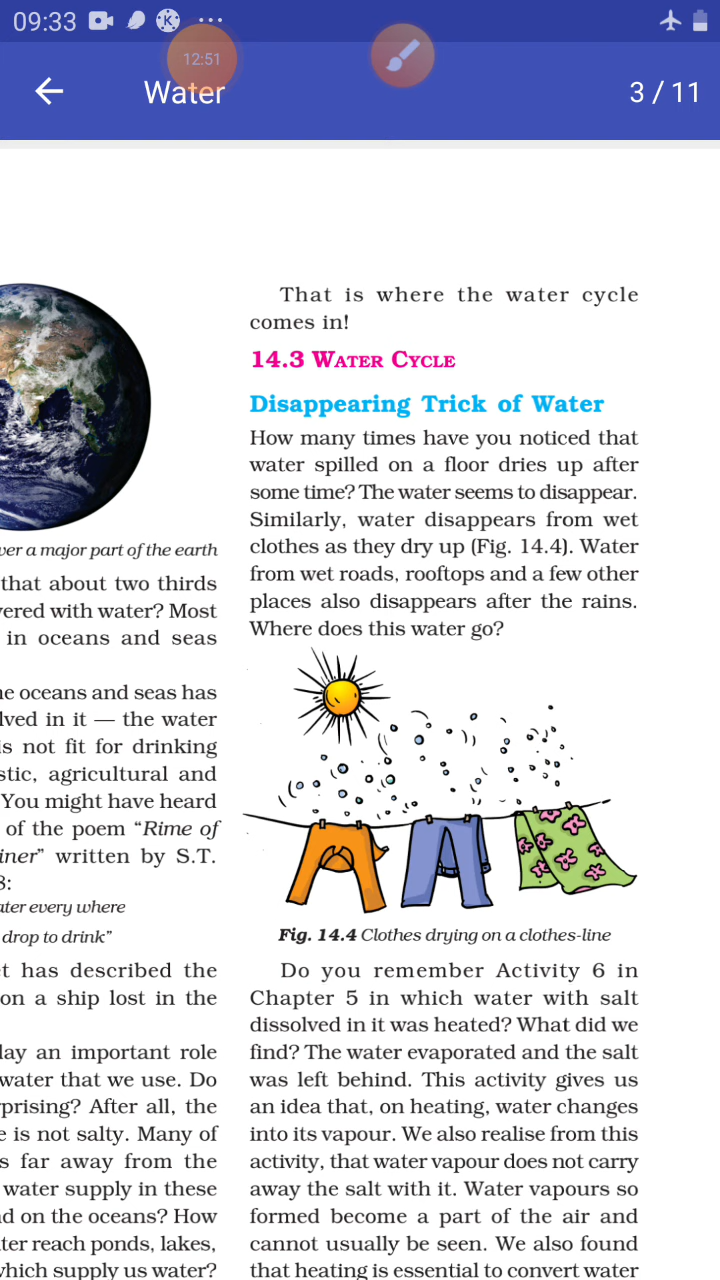 09:33
12:51
Water
3 / 11
ver a major part of the earth
that about two thirds
vered with water? Most
in oceans and seas
he oceans and seas has
lved in it — the water
is not fit for drinking
stic, agricultural and
You might have heard
of the poem “Rime of
iner” written by S.T.
8:
ater every where
drop to drink”
et has described the
on a ship lost in the
lay an important role
water that we use. Do
rprising? After all, the
e is not salty. Many of
s far away from the
water supply in these
nd on the oceans? How
ter reach ponds, lakes,
which supply us water?
That is where the water cycle
comes in!
14.3 WATER CYCLE
Disappearing Trick of Water
How many times have you noticed that
water spilled on a floor dries up after
some time? The water seems to disappear.
Similarly, water disappears from wet
clothes as they dry up (Fig. 14.4). Water
from wet roads, rooftops and a few other
places also disappears after the rains.
Where does this water go?
Fig. 14.4 Clothes drying on a clothes-line
Do you remember Activity 6 in
Chapter 5 in which water with salt
dissolved in it was heated? What did we
find? The water evaporated and the salt
was left behind. This activity gives us
an idea that, on heating, water changes
into its vapour. We also realise from this
activity, that water vapour does not carry
away the salt with it. Water vapours so
formed become a part of the air and
cannot usually be seen. We also found
that heating is essential to convert water